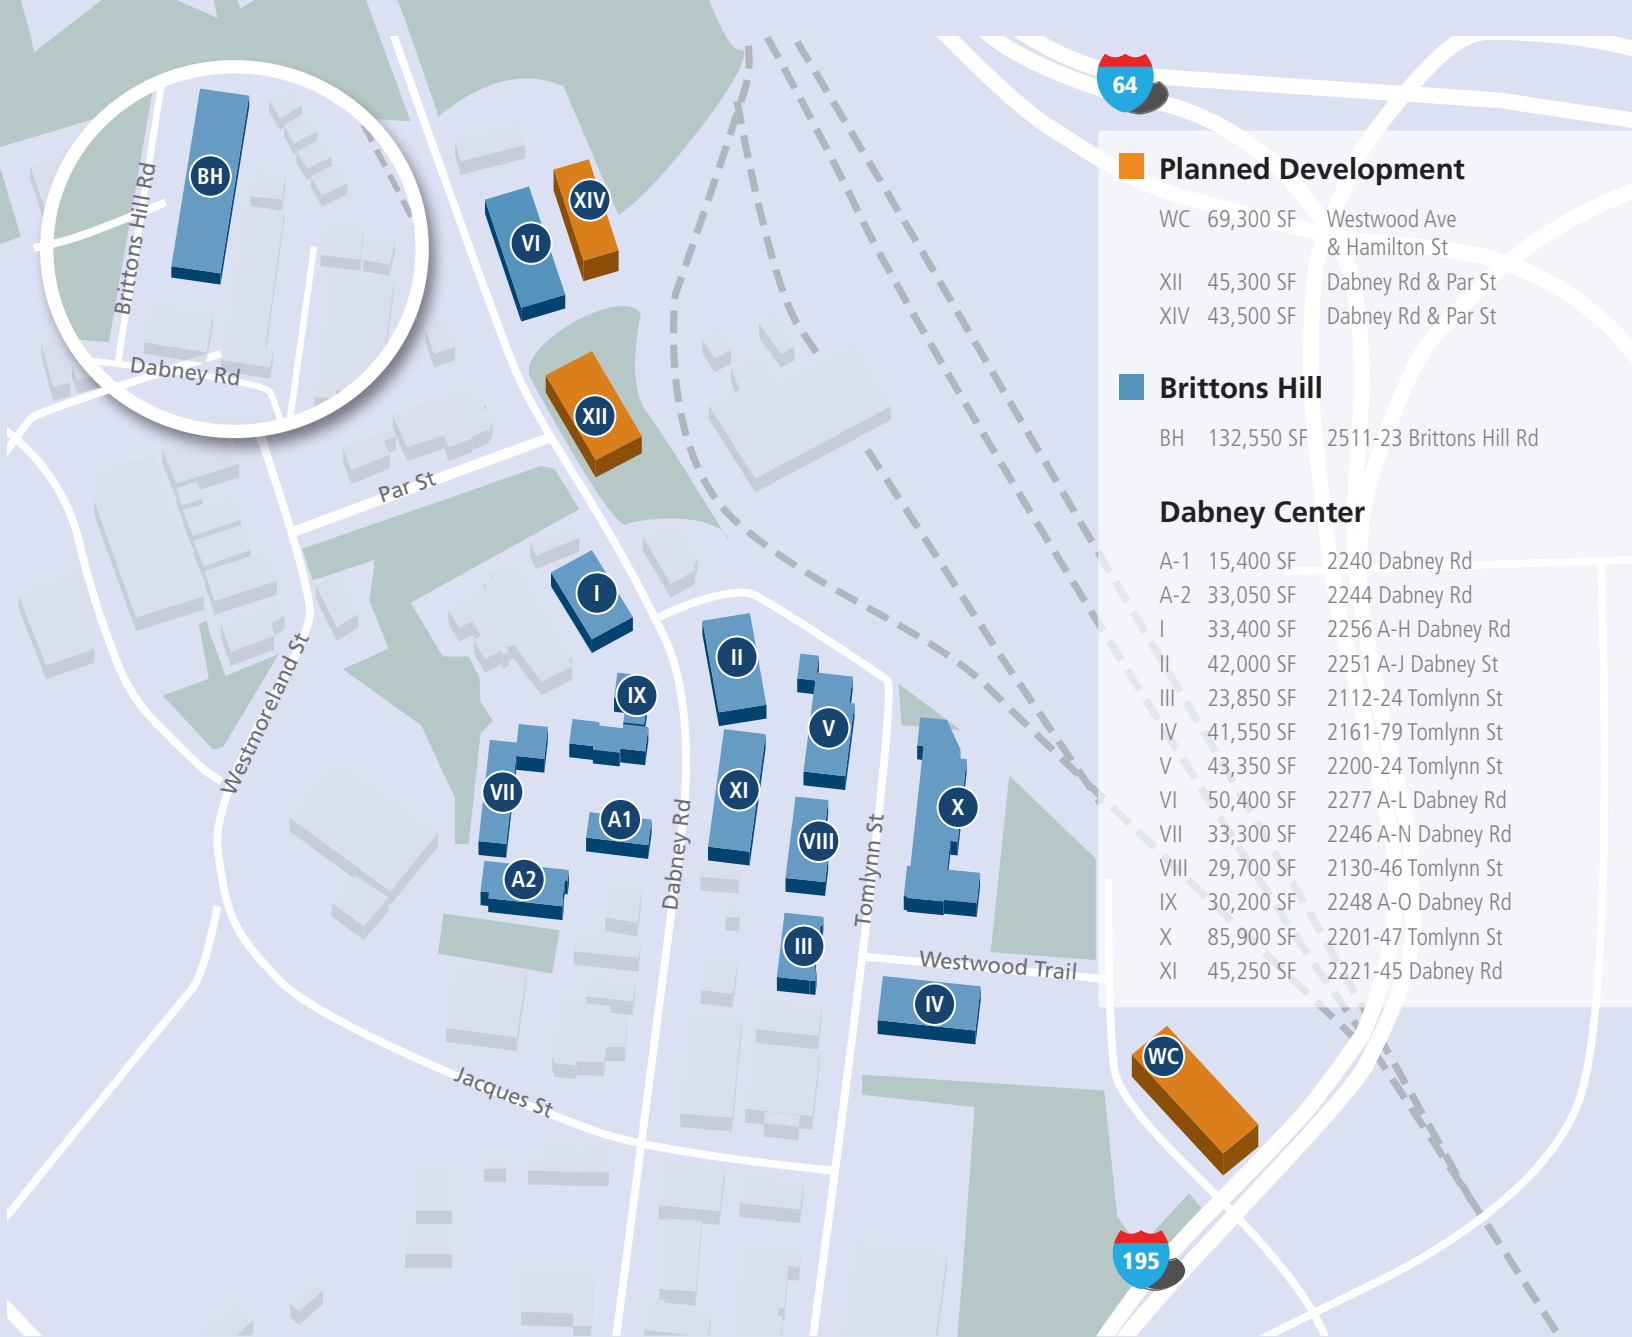 64
Planned Development
WC 69,300 SF Westwood Ave
& Hamilton St
XII 45,300 SF Dabney Rd & Par St
XIV 43,500 SF Dabney Rd & Par St
Brittons Hill
BH 132,550 SF 2511-23 Brittons Hill Rd
Dabney Center
A-1 15,400 SF 2240 Dabney Rd
A-2 33,050 SF 2244 Dabney Rd
I 33,400 SF 2256 A-H Dabney Rd
II 42,000 SF 2251 A-J Dabney St
III 23,850 SF 2112-24 Tomlynn St
IV 41,550 SF 2161-79 Tomlynn St
V 43,350 SF 2200-24 Tomlynn St
VI 50,400 SF 2277 A-L Dabney Rd
VII 33,300 SF 2246 A-N Dabney Rd
VIII 29,700 SF 2130-46 Tomlynn St
IX 30,200 SF 2248 A-O Dabney Rd
X 85,900 SF 2201-47 Tomlynn St
XI 45,250 SF 2221-45 Dabney Rd
BH
Brittons Hill Rd
Dabney Rd
XIV
VI
XII
Par St
I
Westmoreland St
II
IX
V
VII
XI
X
A1
VIII
A2
Dabney Rd
Tomlynn St
III
Westwood Trail
IV
WC
Jacques St
195